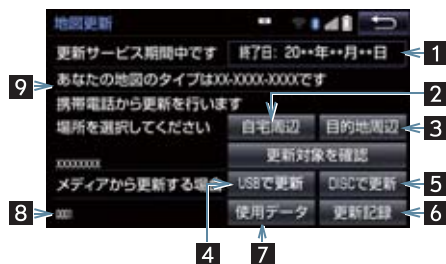 地図更新
更新サービス期間中です 終了日: 20**年**月**日 1
9 あなたの地図のタイプはXX-XXXX-XXXXです
携帯電話から更新を行います 2
場所を選択してください 自宅周辺 目的地周辺 3
更新対象を確認
XXXXXXXX
メディアから更新する場合 USBで更新 DISCで更新 5
8 使用データ 更新記録 6
4 7